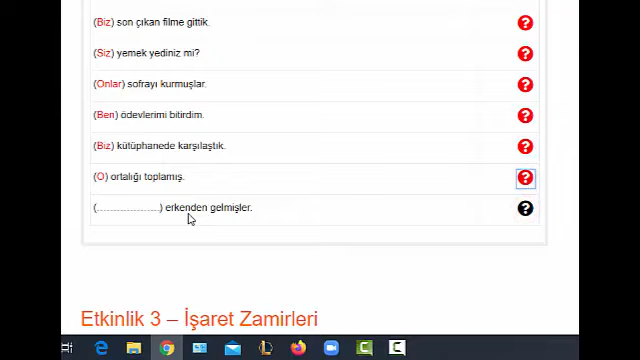 (Biz) son çıkan filme gittik.
(Siz) yemek yediniz mi?
(Onlar) sofrayı kurmuşlar.
(Ben) ödevlerimi bitirdim.
(Biz) kütüphanede karşılaştık.
(O) ortalığı toplamış.
(........................) erkenden gelmişler.
Etkinlik 3 – İşaret Zamirleri